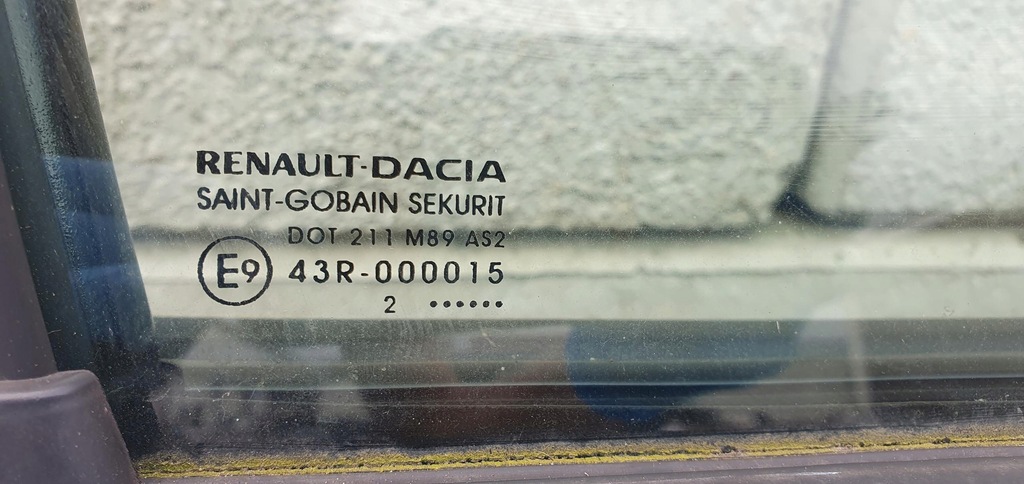 RENAULT-DACIA
SAINT-GOBAIN SEKURIT
DOT 211 M89 AS2
E9 43R-000015
2 ••••••